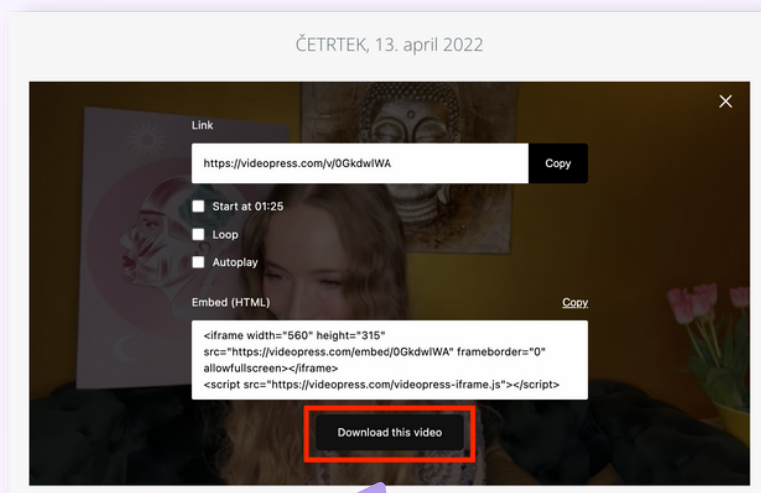 ČETRTEK, 13. april 2022
Link
https://videopress.com/v/0GkdwlWA
Copy
Start at 01:25
Loop
Autoplay
Embed (HTML)
Copy
<iframe width="560" height="315"
src="https://videopress.com/embed/0GkdwlWA" frameborder="0"
allowfullscreen></iframe>
<script src="https://videopress.com/videopress-iframe.js"></script>
Download this video